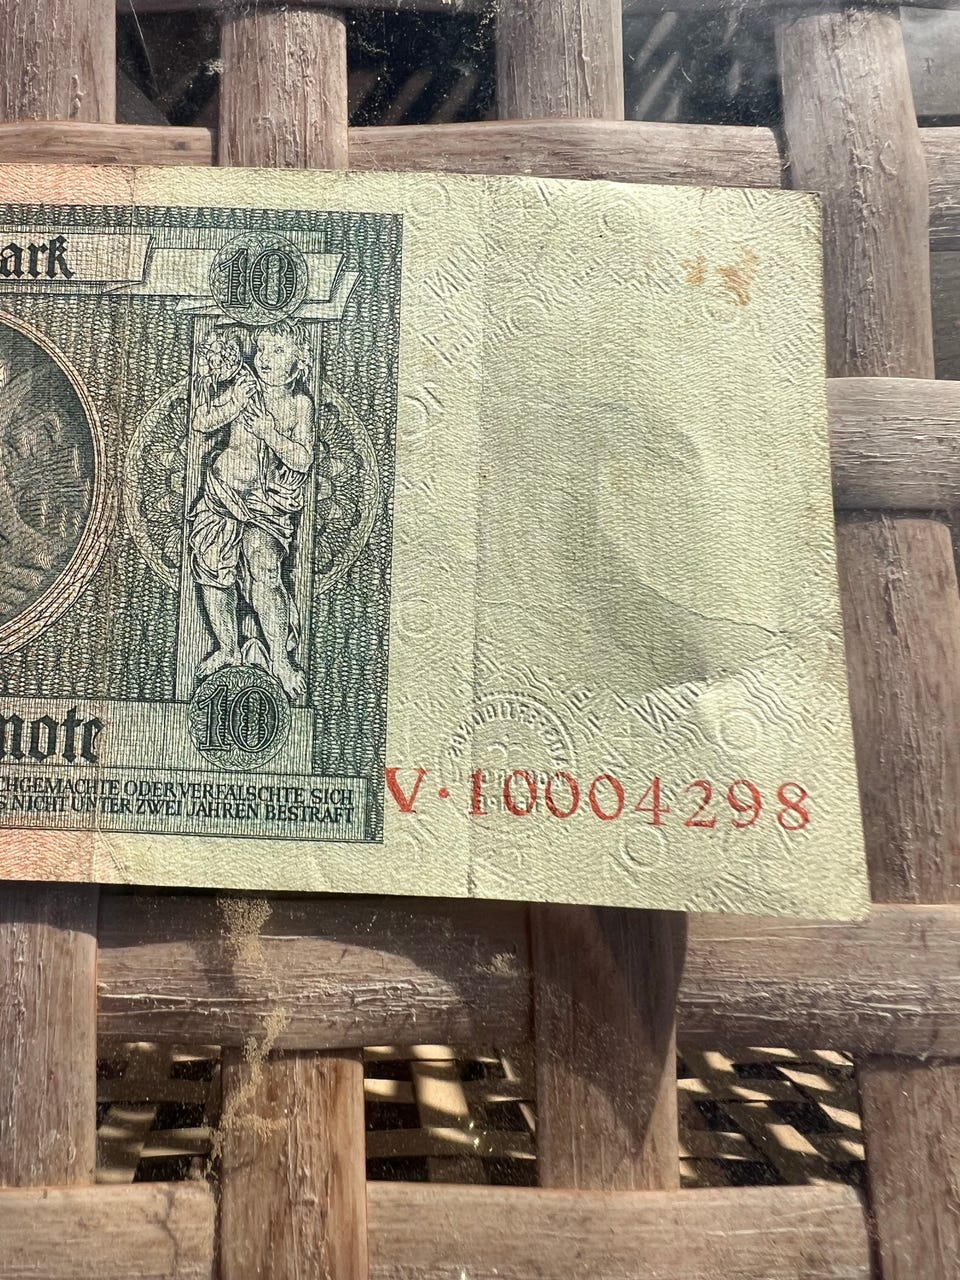 ark
10
note
10
CHGEMACHTE ODER VERFÄLSCHTE SICH
S NICHT UNTER ZWEI JAHREN BESTRAFT
V·10004298